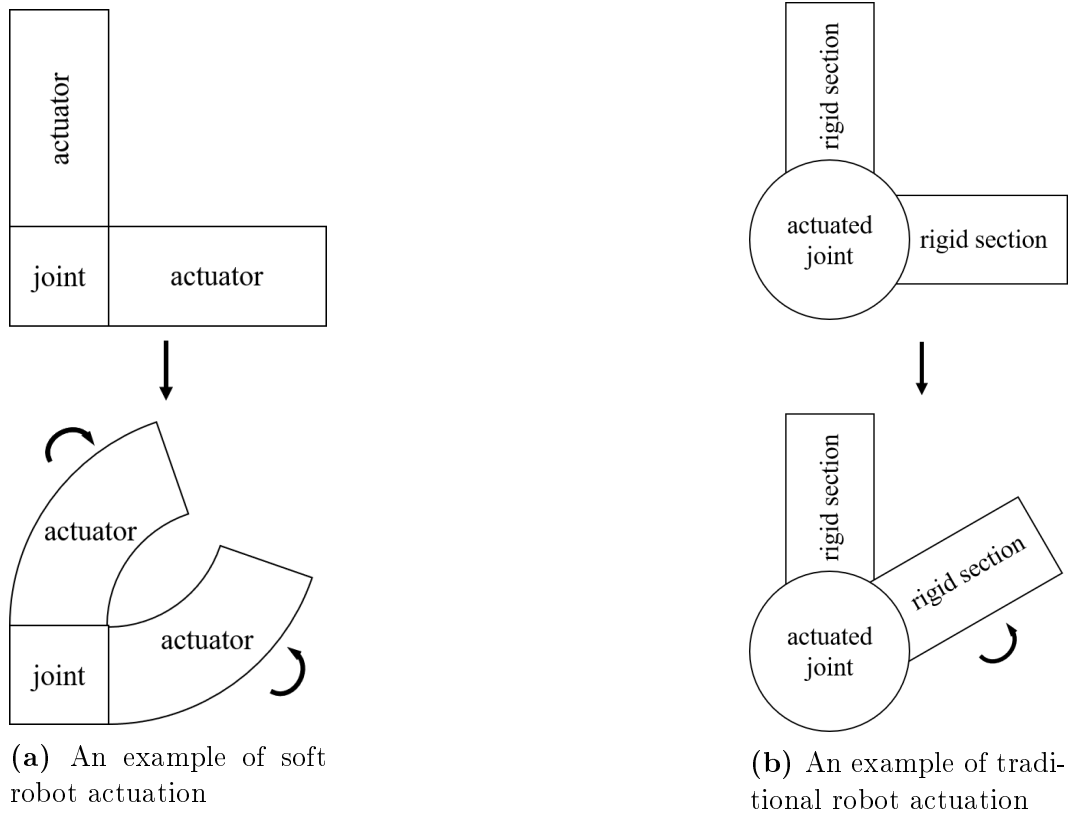 actuator
joint
actuator
actuator
actuator
joint
(a) An example of soft
robot actuation
rigid section
actuated
joint
rigid section
rigid section
rigid section
actuated
joint
(b) An example of tradi-
tional robot actuation